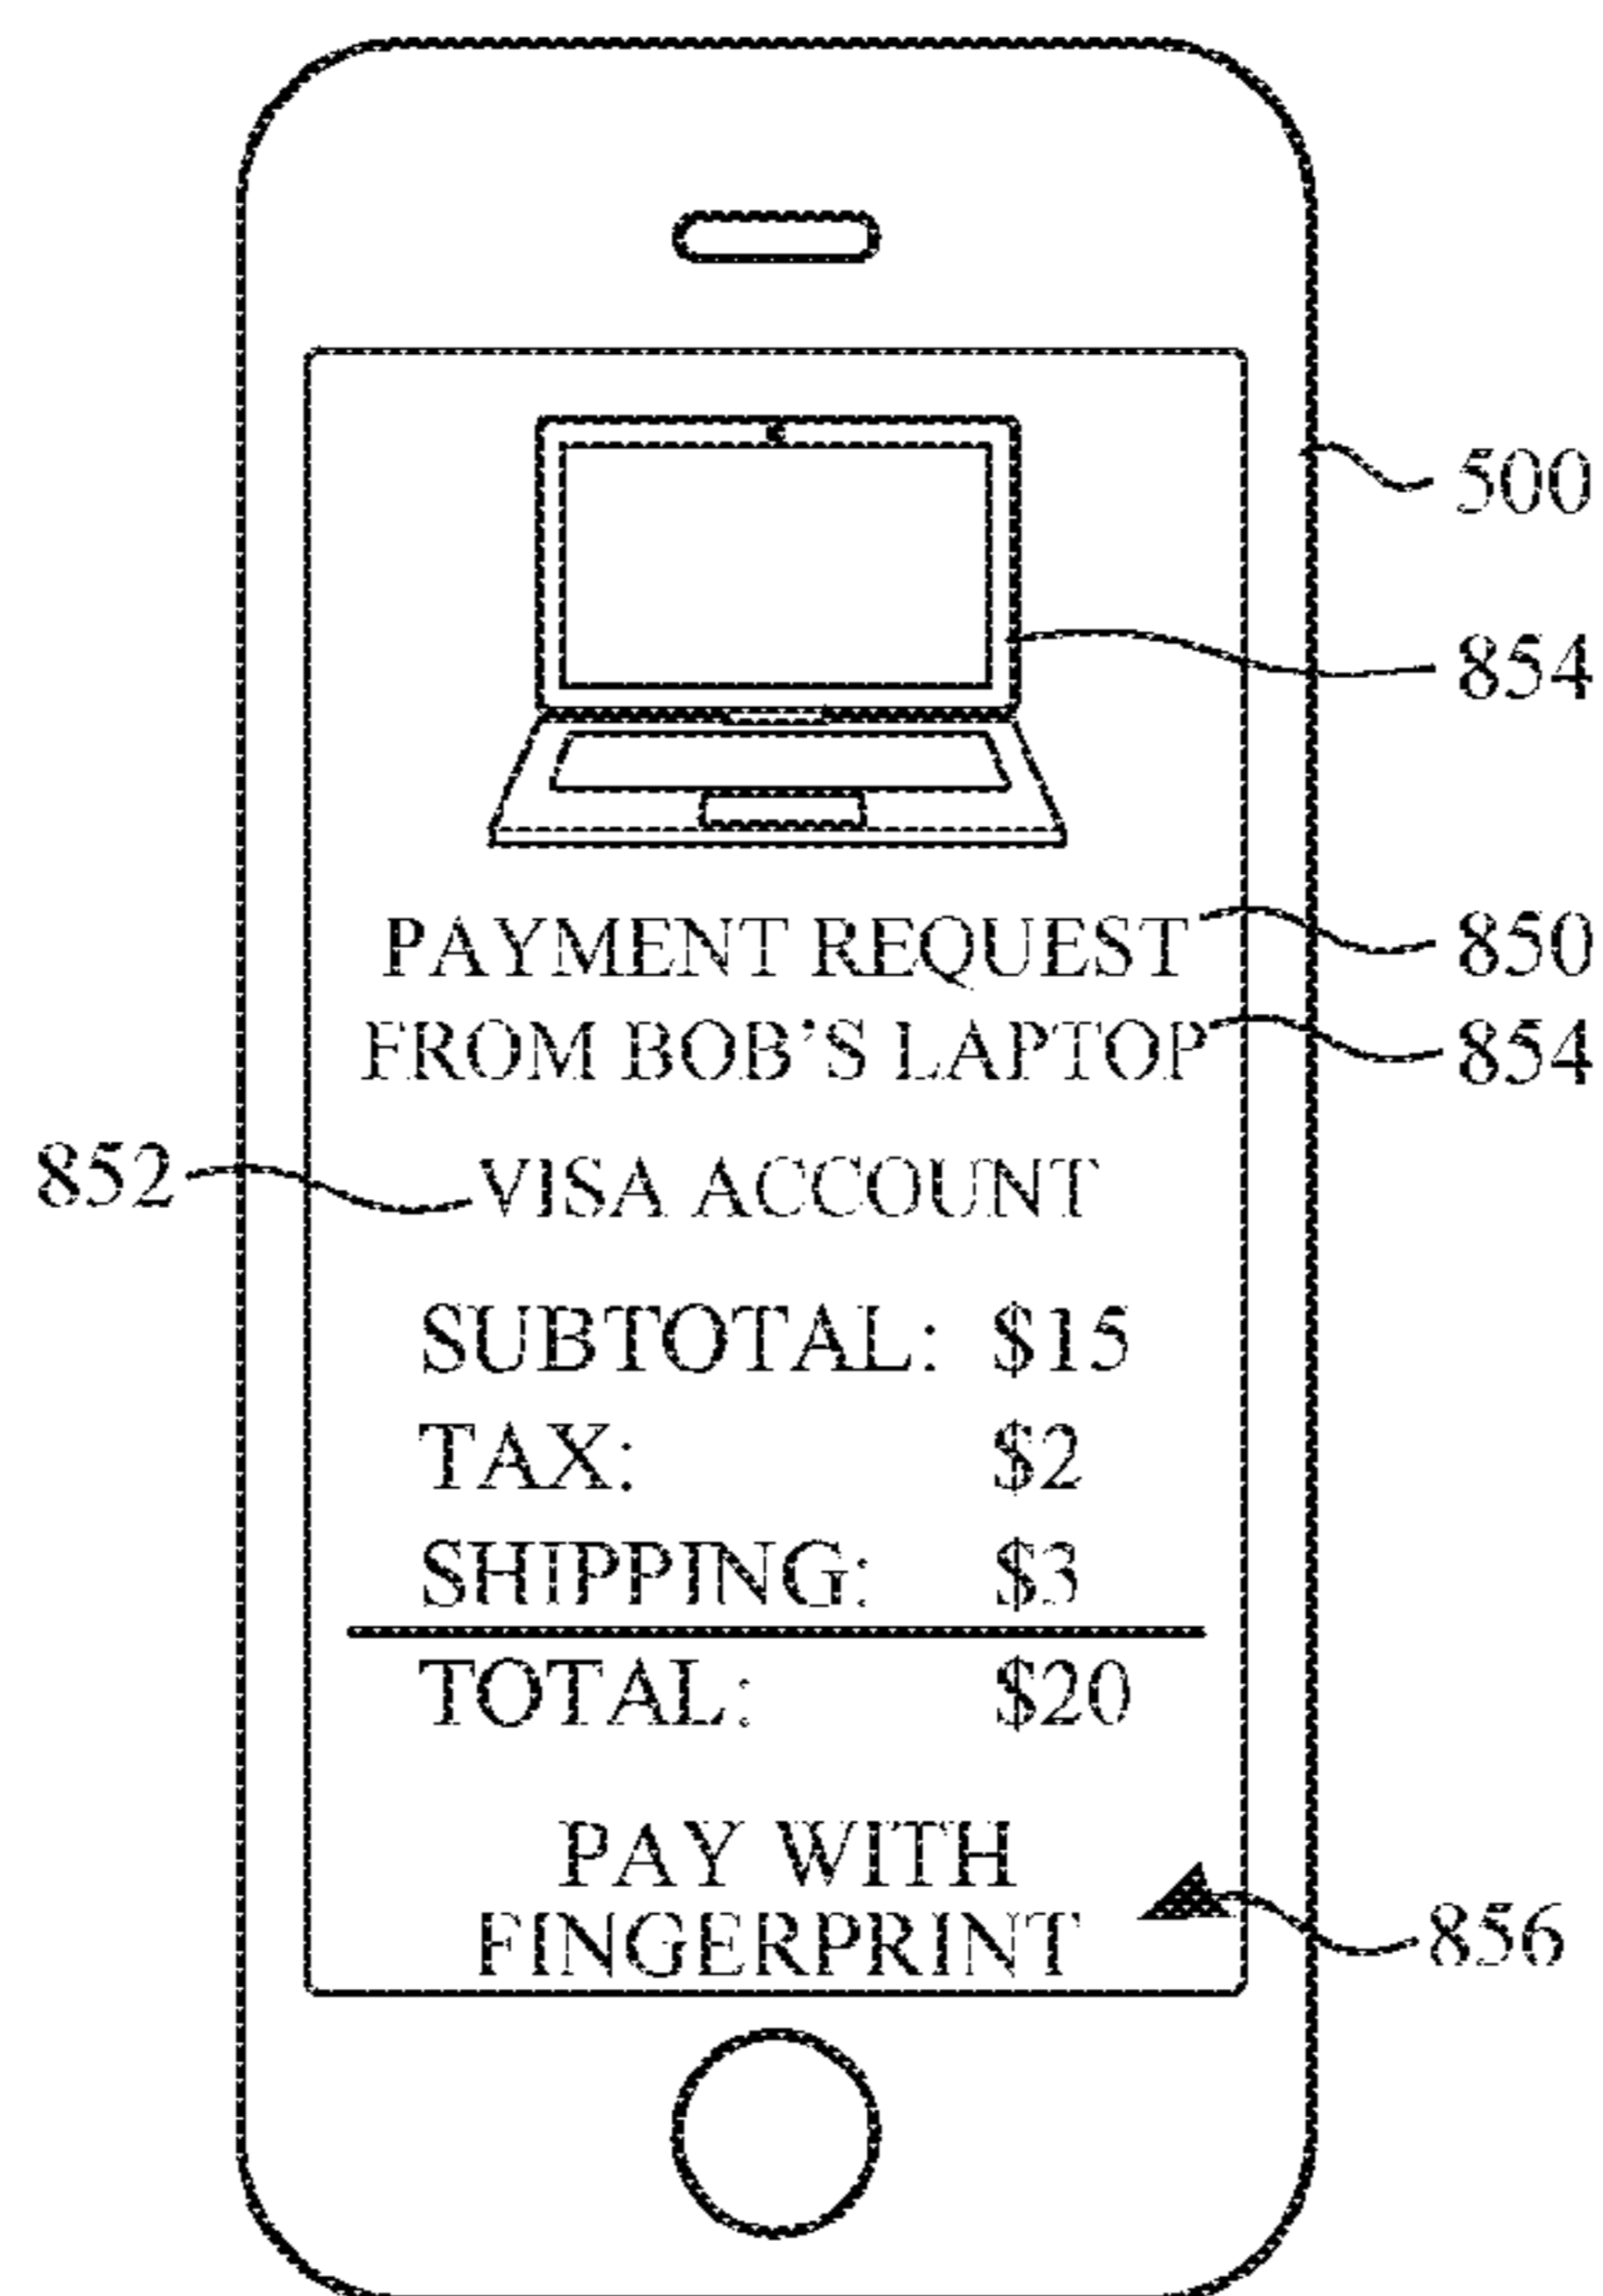 500
854
PAYMENT REQUEST 850
FROM BOB'S LAPTOP 854
852 VISA ACCOUNT
SUBTOTAL: $15
TAX: $2
SHIPPING: $3
TOTAL: $20
PAY WITH
FINGERPRINT 856